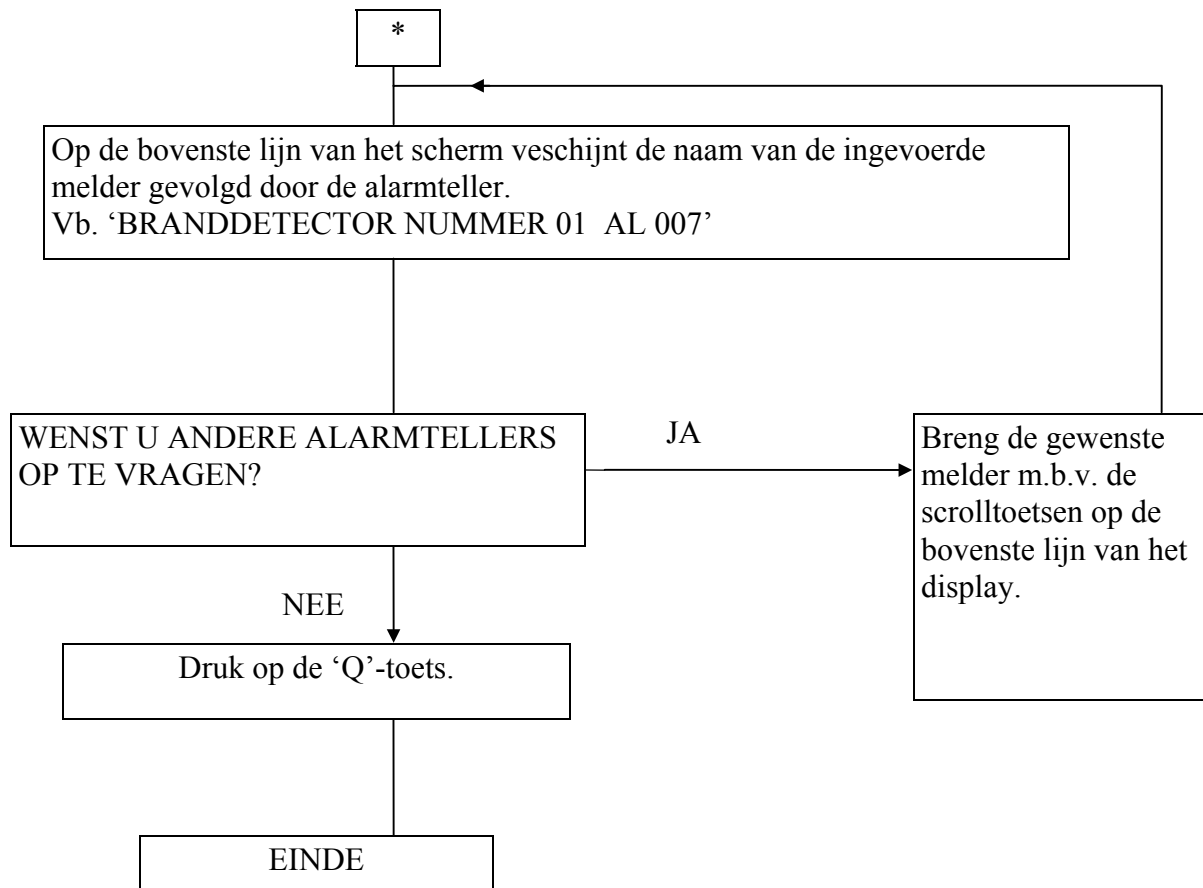 *
Op de bovenste lijn van het scherm veschijnt de naam van de ingevoerde
melder gevolgd door de alarmteller.
Vb. ‘BRANDDETECTOR NUMMER 01  AL 007’
WENST U ANDERE ALARMTELLERS
OP TE VRAGEN?
JA
Breng de gewenste
melder m.b.v. de
scrolltoetsen op de
bovenste lijn van het
display.
NEE
Druk op de ‘Q’-toets.
EINDE